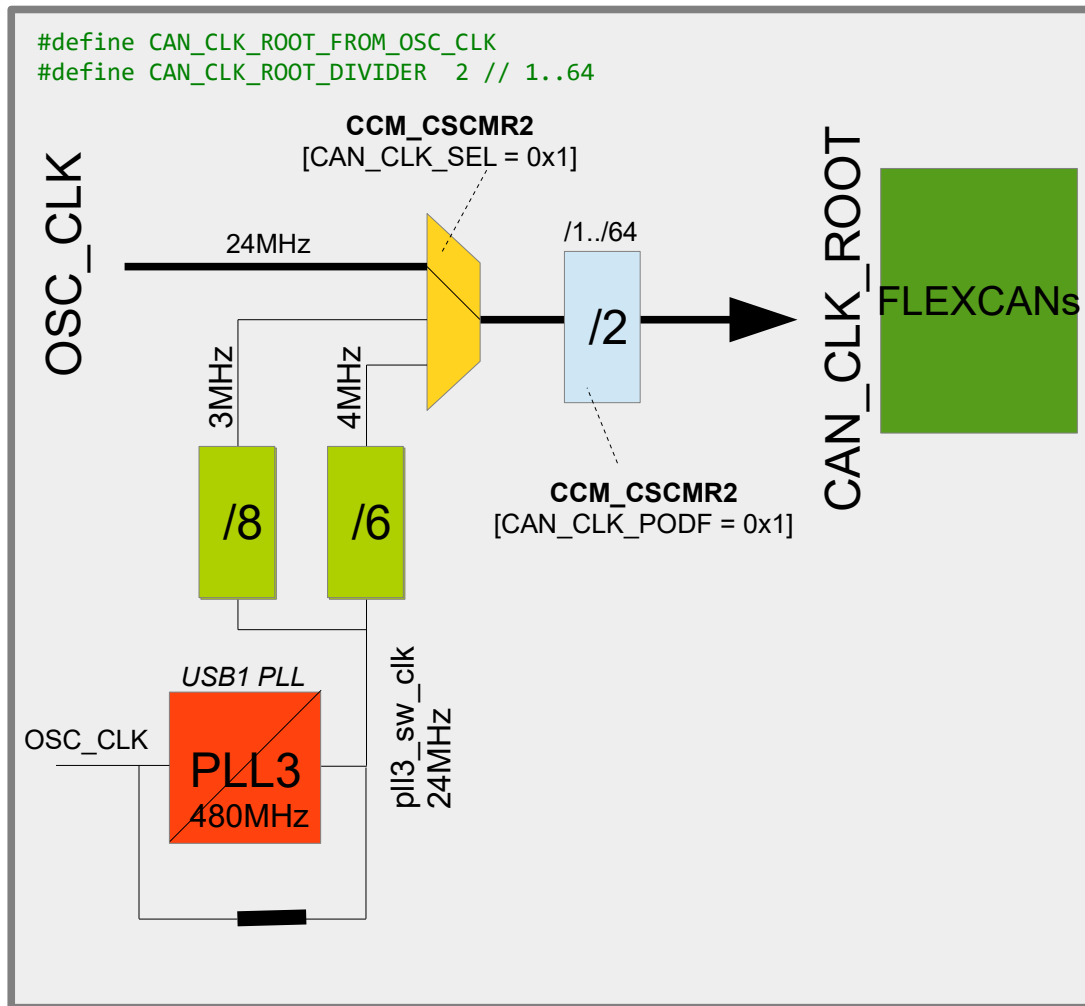 #define CAN_CLK_ROOT_FROM_OSC_CLK
#define CAN_CLK_ROOT_DIVIDER  2 // 1..64
CCM_CSCMR2
[CAN_CLK_SEL = 0x1]
OSC_CLK
24MHz
/1../64
/2
CAN_CLK_ROOT
FLEXCANs
3MHz
4MHz
/8
/6
CCM_CSCMR2
[CAN_CLK_PODF = 0x1]
USB1 PLL
OSC_CLK
PLL3
480MHz
pll3_sw_clk
24MHz